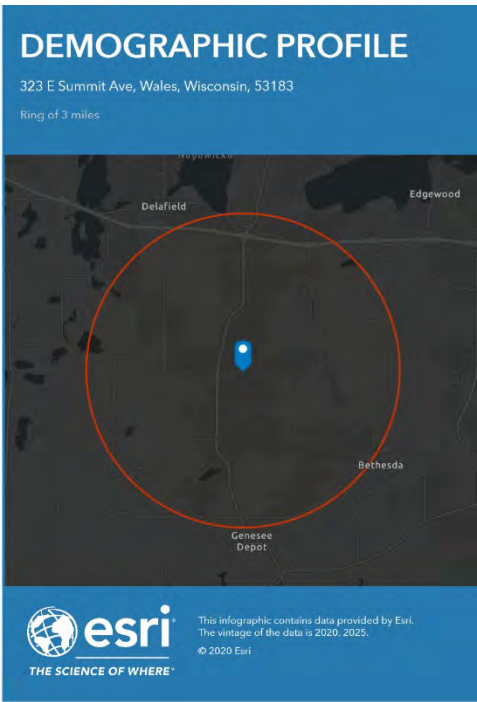 DEMOGRAPHIC PROFILE
323 E Summit Ave, Wales, Wisconsin, 53183
Ring of 3 miles
Nagawicka
Delafield
Edgewood
Bethesda
Genesee
Depot
esri®
THE SCIENCE OF WHERE®
This infographic contains data provided by Esri.
The vintage of the data is 2020, 2025.
© 2020 Esri